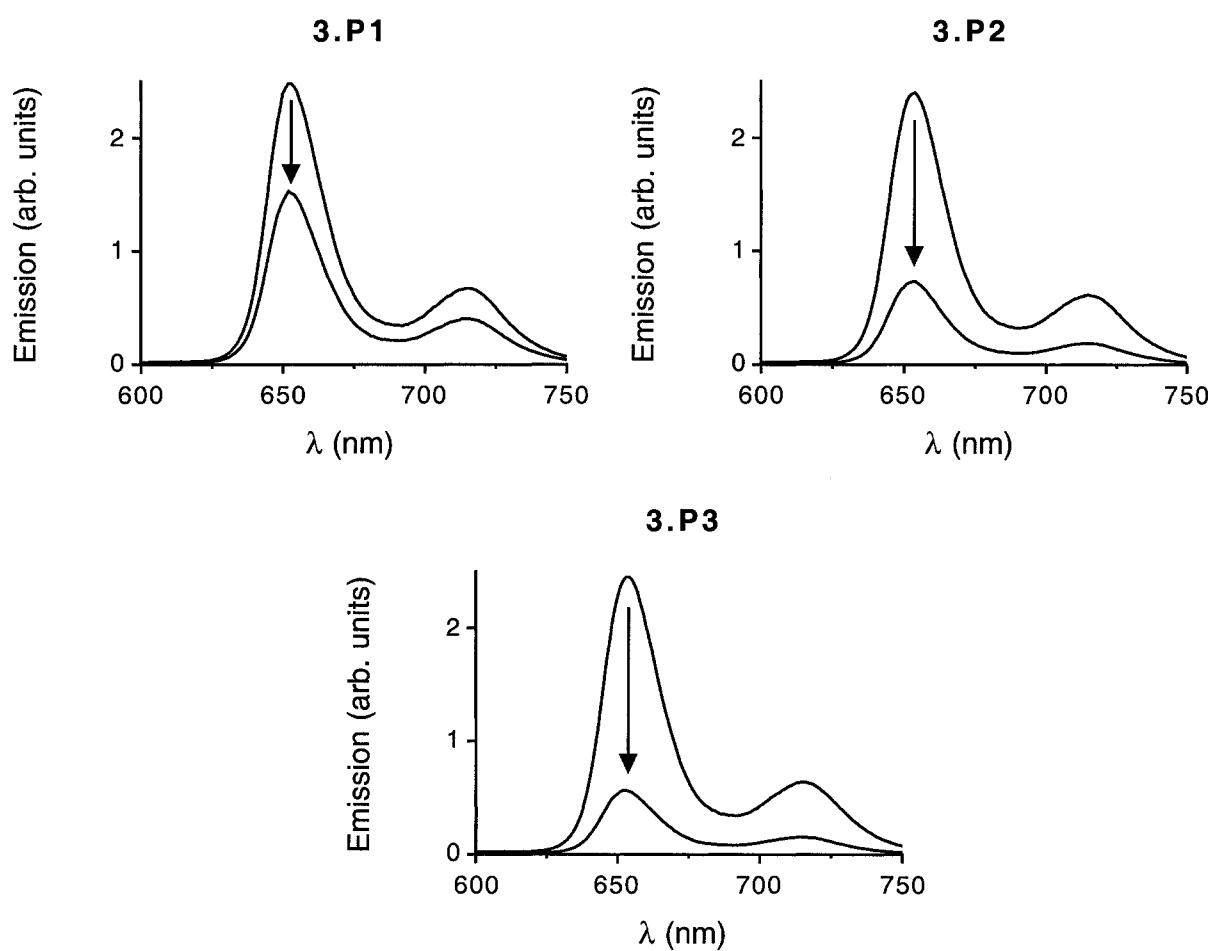 3.P1
Emission (arb. units)
2
1
0
600 650 700 750
λ (nm)
3.P2
Emission (arb. units)
2
1
0
600 650 700 750
λ (nm)
3.P3
Emission (arb. units)
2
1
0
600 650 700 750
λ (nm)